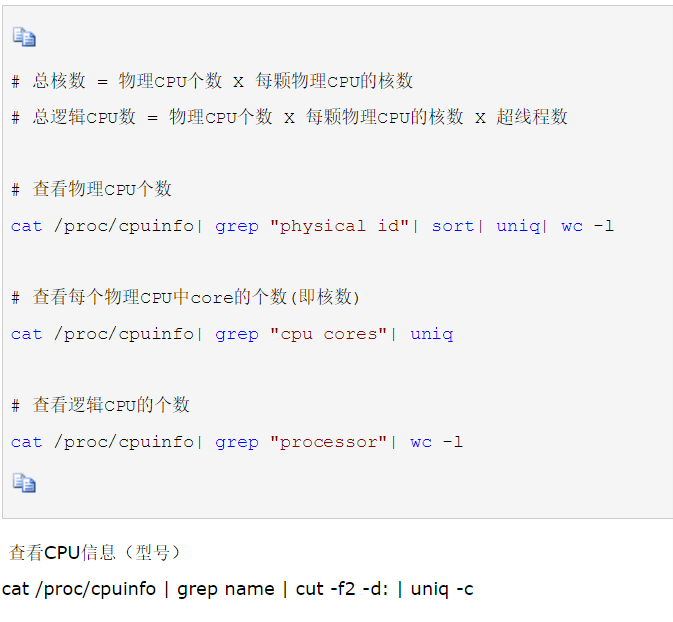 # 总核数 = 物理CPU个数 X 每颗物理CPU的核数
# 总逻辑CPU数 = 物理CPU个数 X 每颗物理CPU的核数 X 超线程数
# 查看物理CPU个数
cat /proc/cpuinfo| grep "physical id"| sort| uniq| wc -l
# 查看每个物理CPU中core的个数(即核数)
cat /proc/cpuinfo| grep "cpu cores"| uniq
# 查看逻辑CPU的个数
cat /proc/cpuinfo| grep "processor"| wc -l
查看CPU信息（型号）
cat /proc/cpuinfo | grep name | cut -f2 -d: | uniq -c